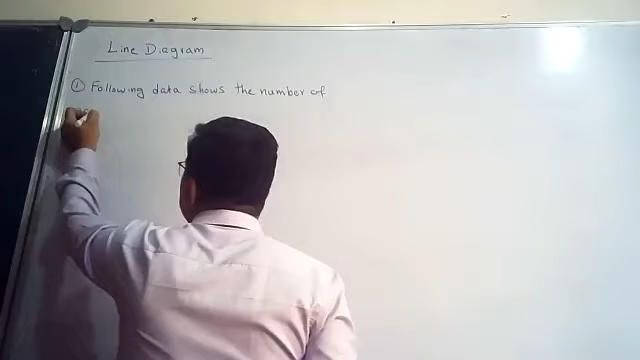 Line Diagram
① Following data shows the number of